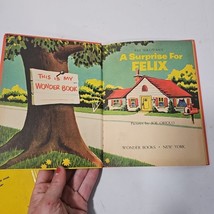 THIS IS MY
WONDER BOOK
A Surprise For
FELIX
WONDER BOOKS • NEW YORK